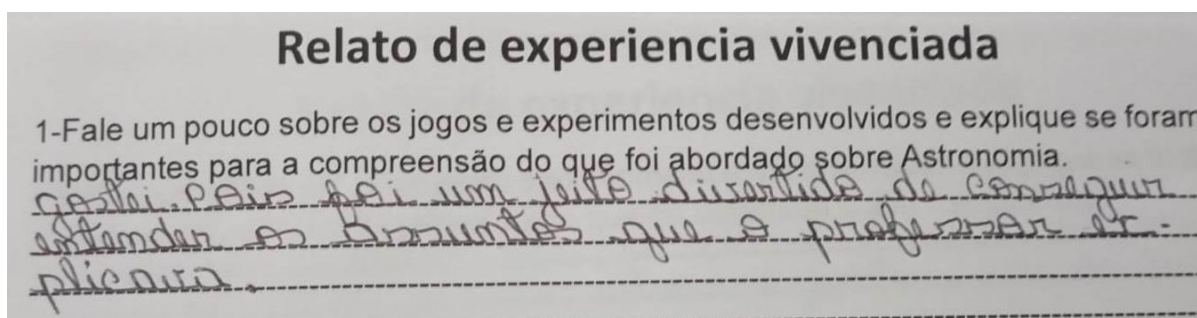 Relato de experiencia vivenciada
1-Fale um pouco sobre os jogos e experimentos desenvolvidos e explique se foram
importantes para a compreensão do que foi abordado sobre Astronomia.
gostei. Pois foi um jeito divertido de conseguir
entender os assuntos que o professor ex-
plicava.